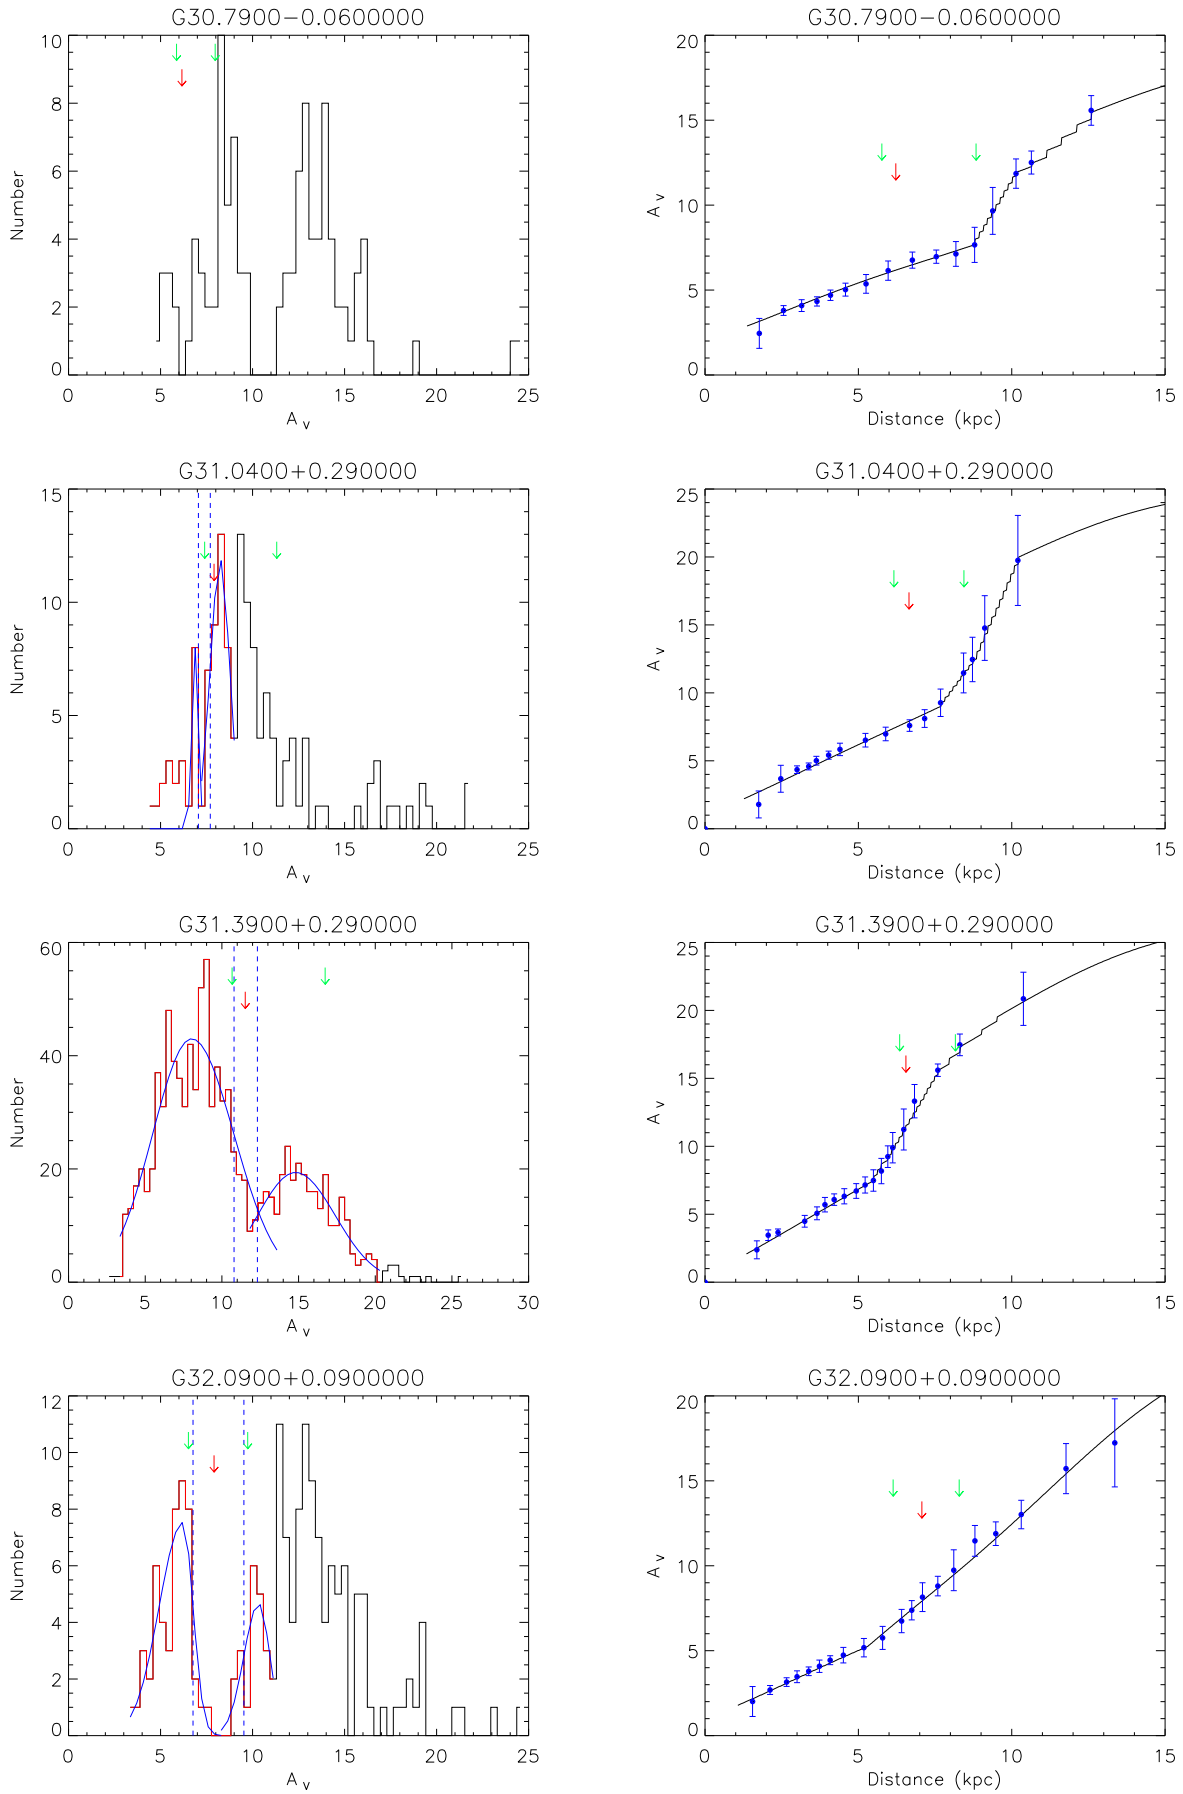 G30.7900−0.0600000
G30.7900−0.0600000
10
8
6
4
2
0
Number
0 5 10 15 20 25
A v
20
15
10
5
0
A v
0 5 10 15
Distance (kpc)
G31.0400+0.290000
G31.0400+0.290000
15
10
5
0
Number
0 5 10 15 20 25
A v
25
20
15
10
5
0
A v
0 5 10 15
Distance (kpc)
G31.3900+0.290000
G31.3900+0.290000
60
40
20
0
Number
0 5 10 15 20 25 30
A v
25
20
15
10
5
0
A v
0 5 10 15
Distance (kpc)
G32.0900+0.0900000
G32.0900+0.0900000
12
10
8
6
4
2
0
Number
0 5 10 15 20 25
A v
20
15
10
5
0
A v
0 5 10 15
Distance (kpc)